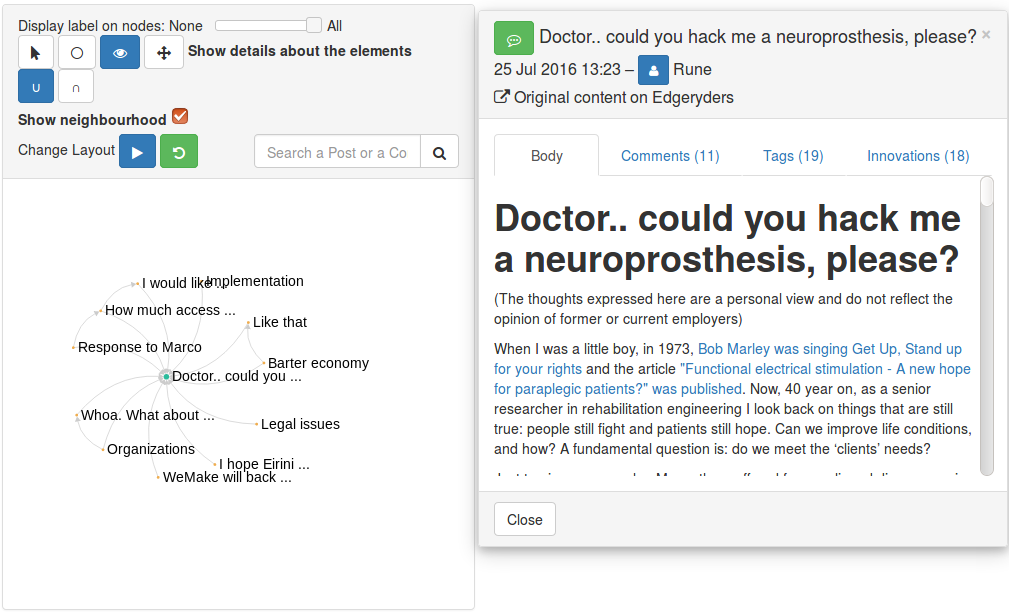 Display label on nodes: None All
Show details about the elements
∪ ∩
Show neighbourhood
Change Layout
Search a Post or a Co
I would like ...
Implementation
How much access ...
Like that
Response to Marco
Barter economy
Doctor.. could you ...
Whoa. What about ...
Legal issues
Organizations
I hope Eirini ...
WeMake will back ...
Doctor.. could you hack me a neuroprosthesis, please? ×
25 Jul 2016 13:23 – Rune
Original content on Edgeryders
Body Comments (11) Tags (19) Innovations (18)
Doctor.. could you hack me
a neuroprosthesis, please?
(The thoughts expressed here are a personal view and do not reflect the
opinion of former or current employers)
When I was a little boy, in 1973, Bob Marley was singing Get Up, Stand up
for your rights and the article "Functional electrical stimulation - A new hope
for paraplegic patients?" was published. Now, 40 year on, as a senior
researcher in rehabilitation engineering I look back on things that are still
true: people still fight and patients still hope. Can we improve life conditions,
and how? A fundamental question is: do we meet the ‘clients’ needs?
Close